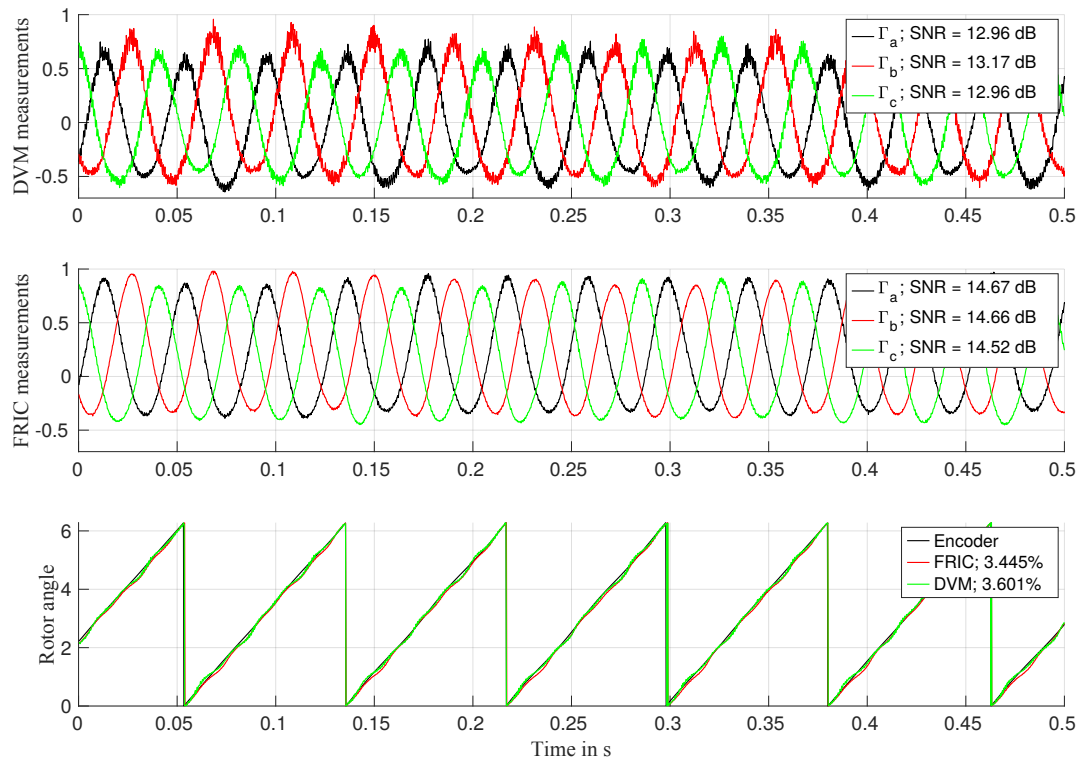 DVM measurements
1
0.5
0
-0.5
Γa; SNR = 12.96 dB
Γb; SNR = 13.17 dB
Γc; SNR = 12.96 dB
0 0.05 0.1 0.15 0.2 0.25 0.3 0.35 0.4 0.45 0.5
FRIC measurements
1
0.5
0
-0.5
Γa; SNR = 14.67 dB
Γb; SNR = 14.66 dB
Γc; SNR = 14.52 dB
0 0.05 0.1 0.15 0.2 0.25 0.3 0.35 0.4 0.45 0.5
Rotor angle
6
4
2
0
Encoder
FRIC; 3.445%
DVM; 3.601%
0 0.05 0.1 0.15 0.2 0.25 0.3 0.35 0.4 0.45 0.5
Time in s